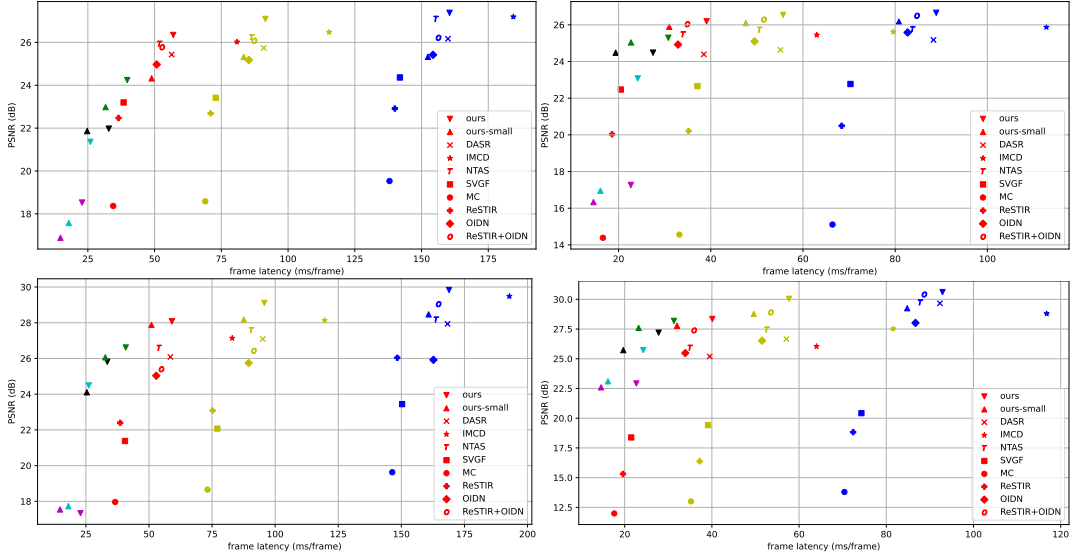 PSNR (dB)
26
24
22
20
18
25
50
75
100
125
150
175
frame latency (ms/frame)
ours
ours-small
DASR
IMCD
NTAS
SVGF
MC
ReSTIR
OIDN
ReSTIR+OIDN
PSNR (dB)
26
24
22
20
18
16
14
20
40
60
80
100
frame latency (ms/frame)
ours
ours-small
DASR
IMCD
NTAS
SVGF
MC
ReSTIR
OIDN
ReSTIR+OIDN
PSNR (dB)
30
28
26
24
22
20
18
0
25
50
75
100
125
150
175
200
frame latency (ms/frame)
ours
ours-small
DASR
IMCD
NTAS
SVGF
MC
ReSTIR
OIDN
ReSTIR+OIDN
PSNR (dB)
30.0
27.5
25.0
22.5
20.0
17.5
15.0
12.5
20
40
60
80
100
120
frame latency (ms/frame)
ours
ours-small
DASR
IMCD
NTAS
SVGF
MC
ReSTIR
OIDN
ReSTIR+OIDN